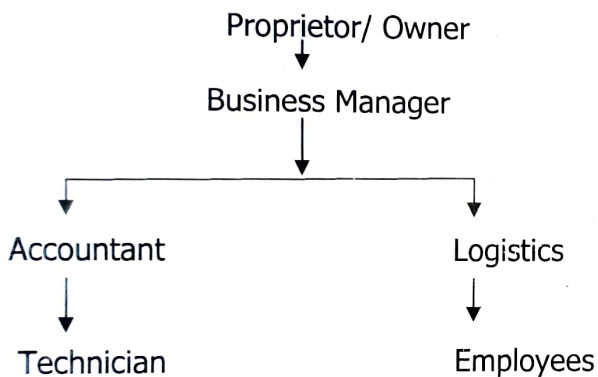 Proprietor/ Owner
Business Manager
Accountant Logistics
Technician Employees